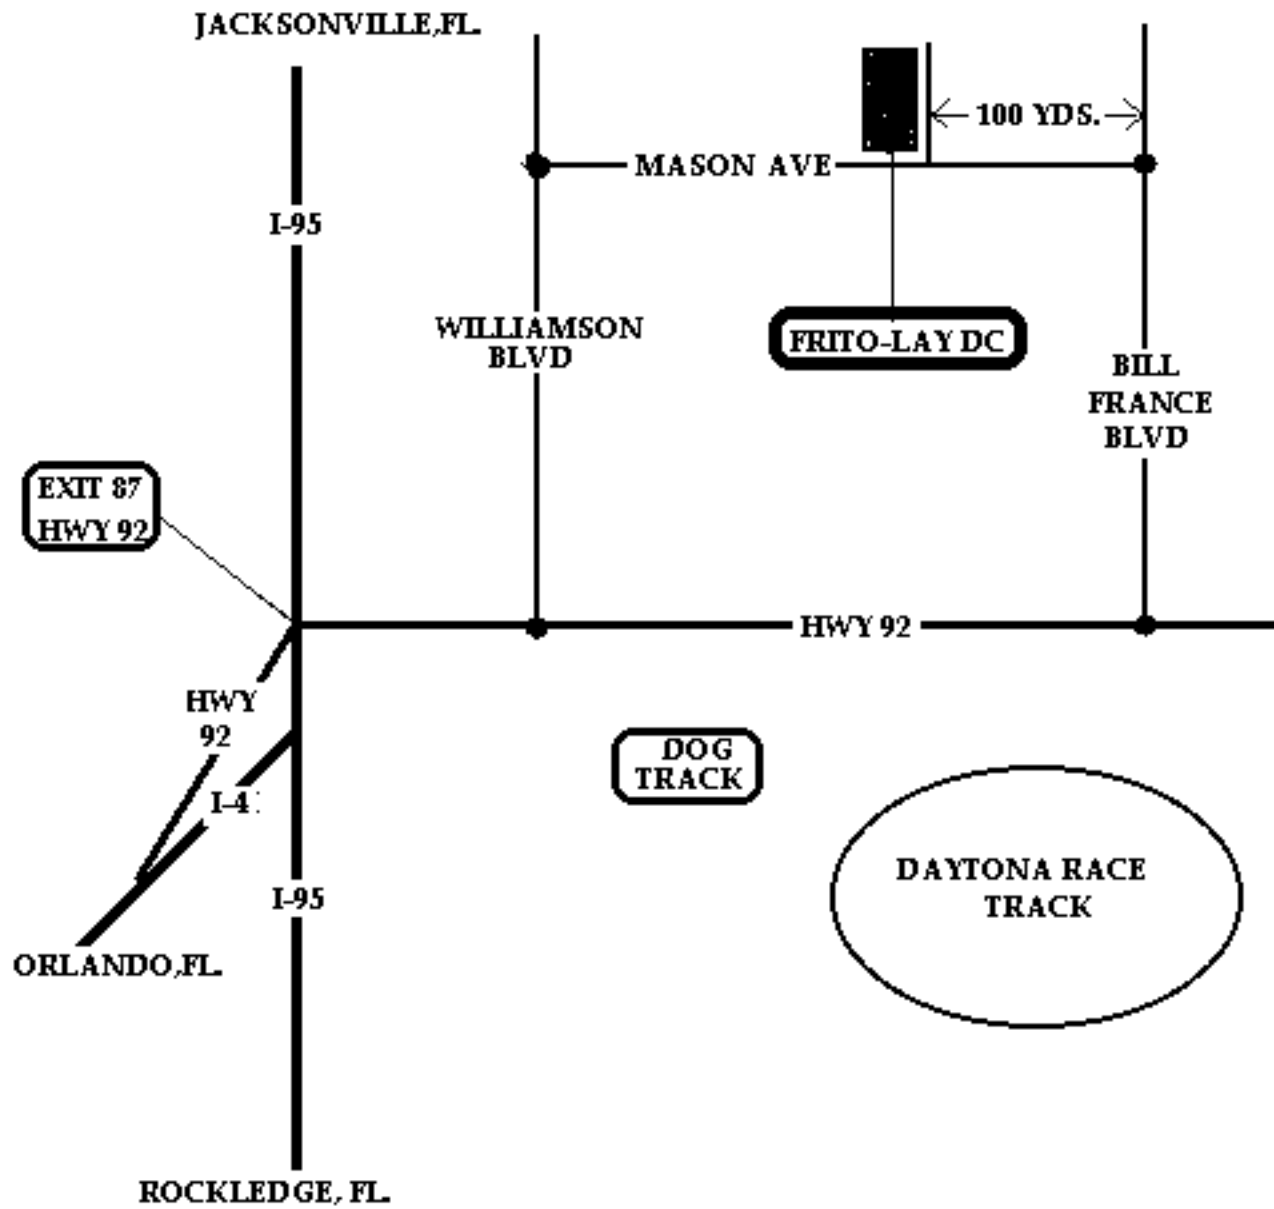 JACKSONVILLE,FL.
100 YDS.
MASON AVE
I-95
WILLIAMSON
BLVD
FRITO-LAY DC
BILL
FRANCE
BLVD
EXIT 87
HWY 92
HWY 92
HWY
92
I-4
DOG
TRACK
DAYTONA RACE
TRACK
I-95
ORLANDO,FL.
ROCKLEDGE, FL.